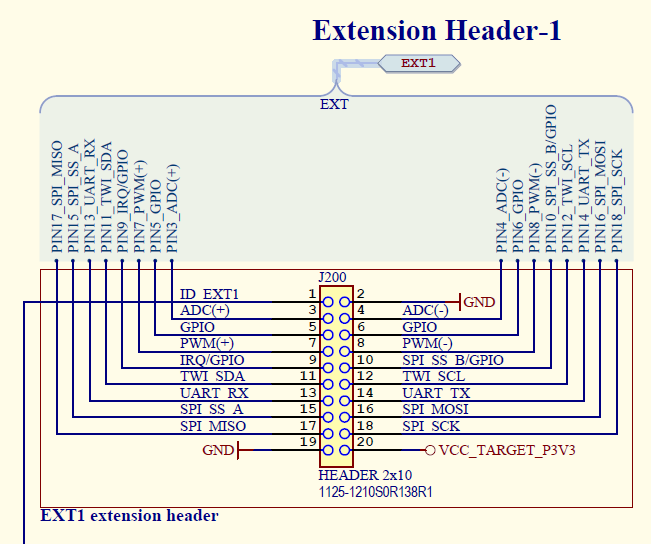 Extension Header-1
EXT1
EXT
PIN17_SPI_MISO
PIN15_SPI_SS_A
PIN13_UART_RX
PIN11_TWI_SDA
PIN9_IRQ/GPIO
PIN7_PWM(+)
PIN5_GPIO
PIN3_ADC(+)
PIN4_ADC(-)
PIN6_GPIO
PIN8_PWM(-)
PIN10_SPI_SS_B/GPIO
PIN12_TWI_SCL
PIN14_UART_TX
PIN16_SPI_MOSI
PIN18_SPI_SCK
J200
ID_EXT1 1 2 GND
ADC(+) 3 4 ADC(-)
GPIO 5 6 GPIO
PWM(+) 7 8 PWM(-)
IRQ/GPIO 9 10 SPI_SS_B/GPIO
TWI_SDA 11 12 TWI_SCL
UART_RX 13 14 UART_TX
SPI_SS_A 15 16 SPI_MOSI
SPI_MISO 17 18 SPI_SCK
GND 19 20 VCC_TARGET_P3V3
HEADER 2x10
1125-1210S0R138R1
EXT1 extension header